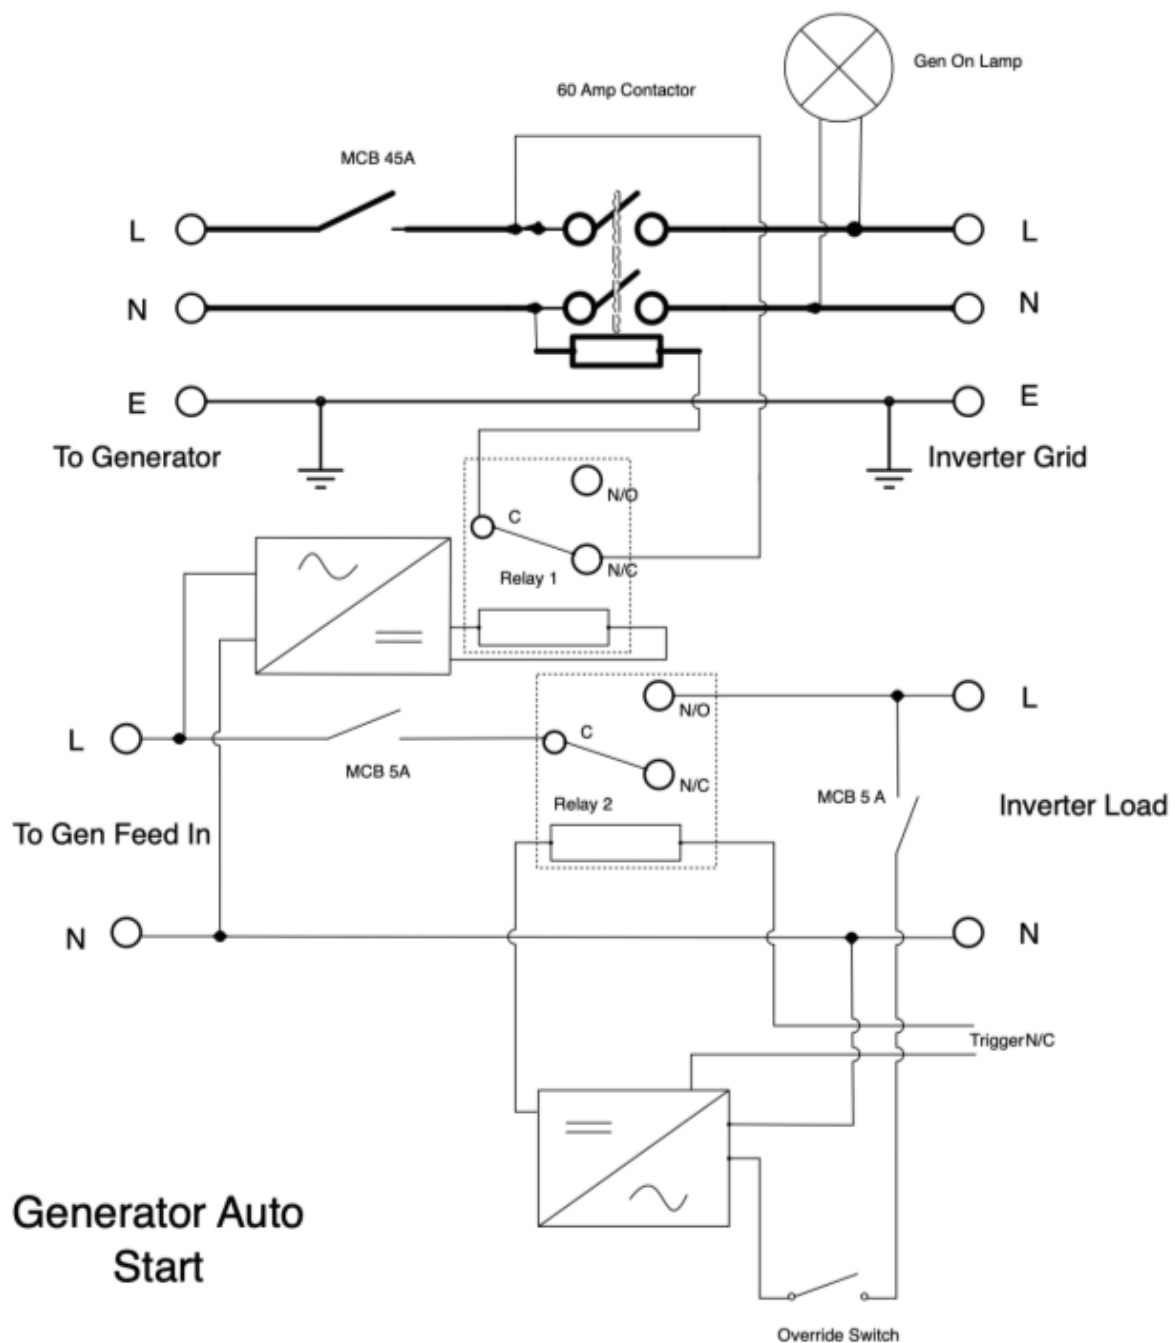 Gen On Lamp
60 Amp Contactor
MCB 45A
L
L
N
N
E
E
To Generator
Inverter Grid
N/O
C
N/C
Relay 1
N/O
L
L
C
MCB 5A
N/C
MCB 5 A
Relay 2
Inverter Load
To Gen Feed In
N
N
TriggerN/C
Generator Auto
Start
Override Switch